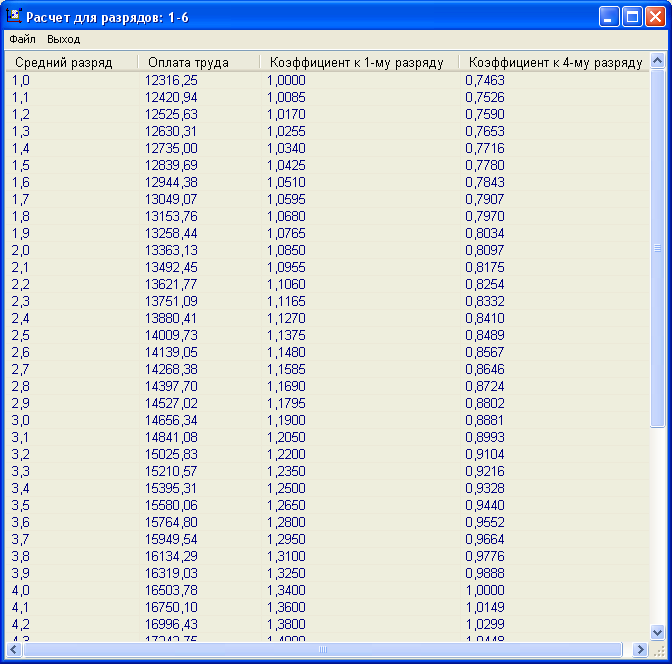 Расчет для разрядов: 1-6
Файл Выход
Средний разряд Оплата труда Коэффициент к 1-му разряду Коэффициент к 4-му разряду
1,0 12316,25 1,0000 0,7463
1,1 12420,94 1,0085 0,7526
1,2 12525,63 1,0170 0,7590
1,3 12630,31 1,0255 0,7653
1,4 12735,00 1,0340 0,7716
1,5 12839,69 1,0425 0,7780
1,6 12944,38 1,0510 0,7843
1,7 13049,07 1,0595 0,7907
1,8 13153,76 1,0680 0,7970
1,9 13258,44 1,0765 0,8034
2,0 13363,13 1,0850 0,8097
2,1 13492,45 1,0955 0,8175
2,2 13621,77 1,1060 0,8254
2,3 13751,09 1,1165 0,8332
2,4 13880,41 1,1270 0,8410
2,5 14009,73 1,1375 0,8489
2,6 14139,05 1,1480 0,8567
2,7 14268,38 1,1585 0,8646
2,8 14397,70 1,1690 0,8724
2,9 14527,02 1,1795 0,8802
3,0 14656,34 1,1900 0,8881
3,1 14841,08 1,2050 0,8993
3,2 15025,83 1,2200 0,9104
3,3 15210,57 1,2350 0,9216
3,4 15395,31 1,2500 0,9328
3,5 15580,06 1,2650 0,9440
3,6 15764,80 1,2800 0,9552
3,7 15949,54 1,2950 0,9664
3,8 16134,29 1,3100 0,9776
3,9 16319,03 1,3250 0,9888
4,0 16503,78 1,3400 1,0000
4,1 16750,10 1,3600 1,0149
4,2 16996,43 1,3800 1,0299
4,3 17242,75 1,4000 1,0448